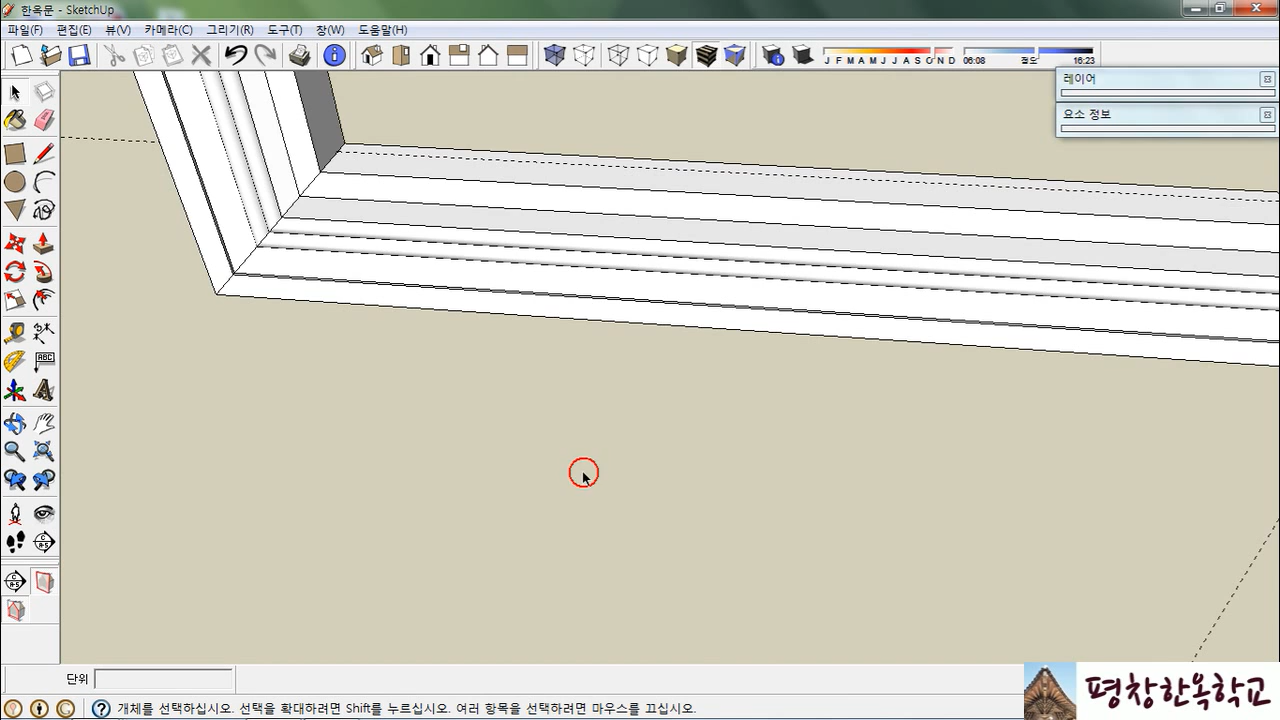 한옥문 - SketchUp
파일(F) 편집(E) 뷰(V) 카메라(C) 그리기(R) 도구(T) 창(W) 도움말(H)
J F M A M J J A S O N D 06:08 정오 16:23
레이어
요소 정보
ABC
단위
개체를 선택하십시오. 선택을 확대하려면 Shift를 누르십시오. 여러 항목을 선택하려면 마우스를 끄십시오.
평창한옥학교